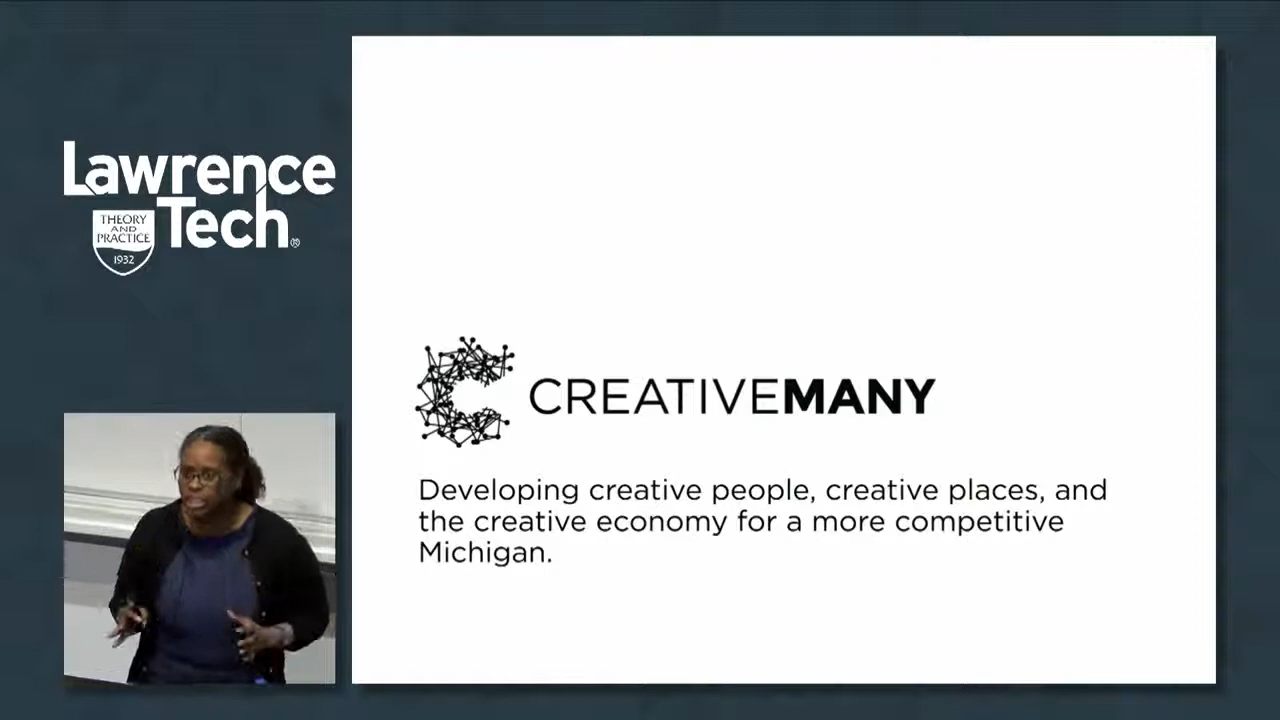 Lawrence
Tech®
THEORY
AND
PRACTICE
1932
CREATIVEMANY
Developing creative people, creative places, and
the creative economy for a more competitive
Michigan.